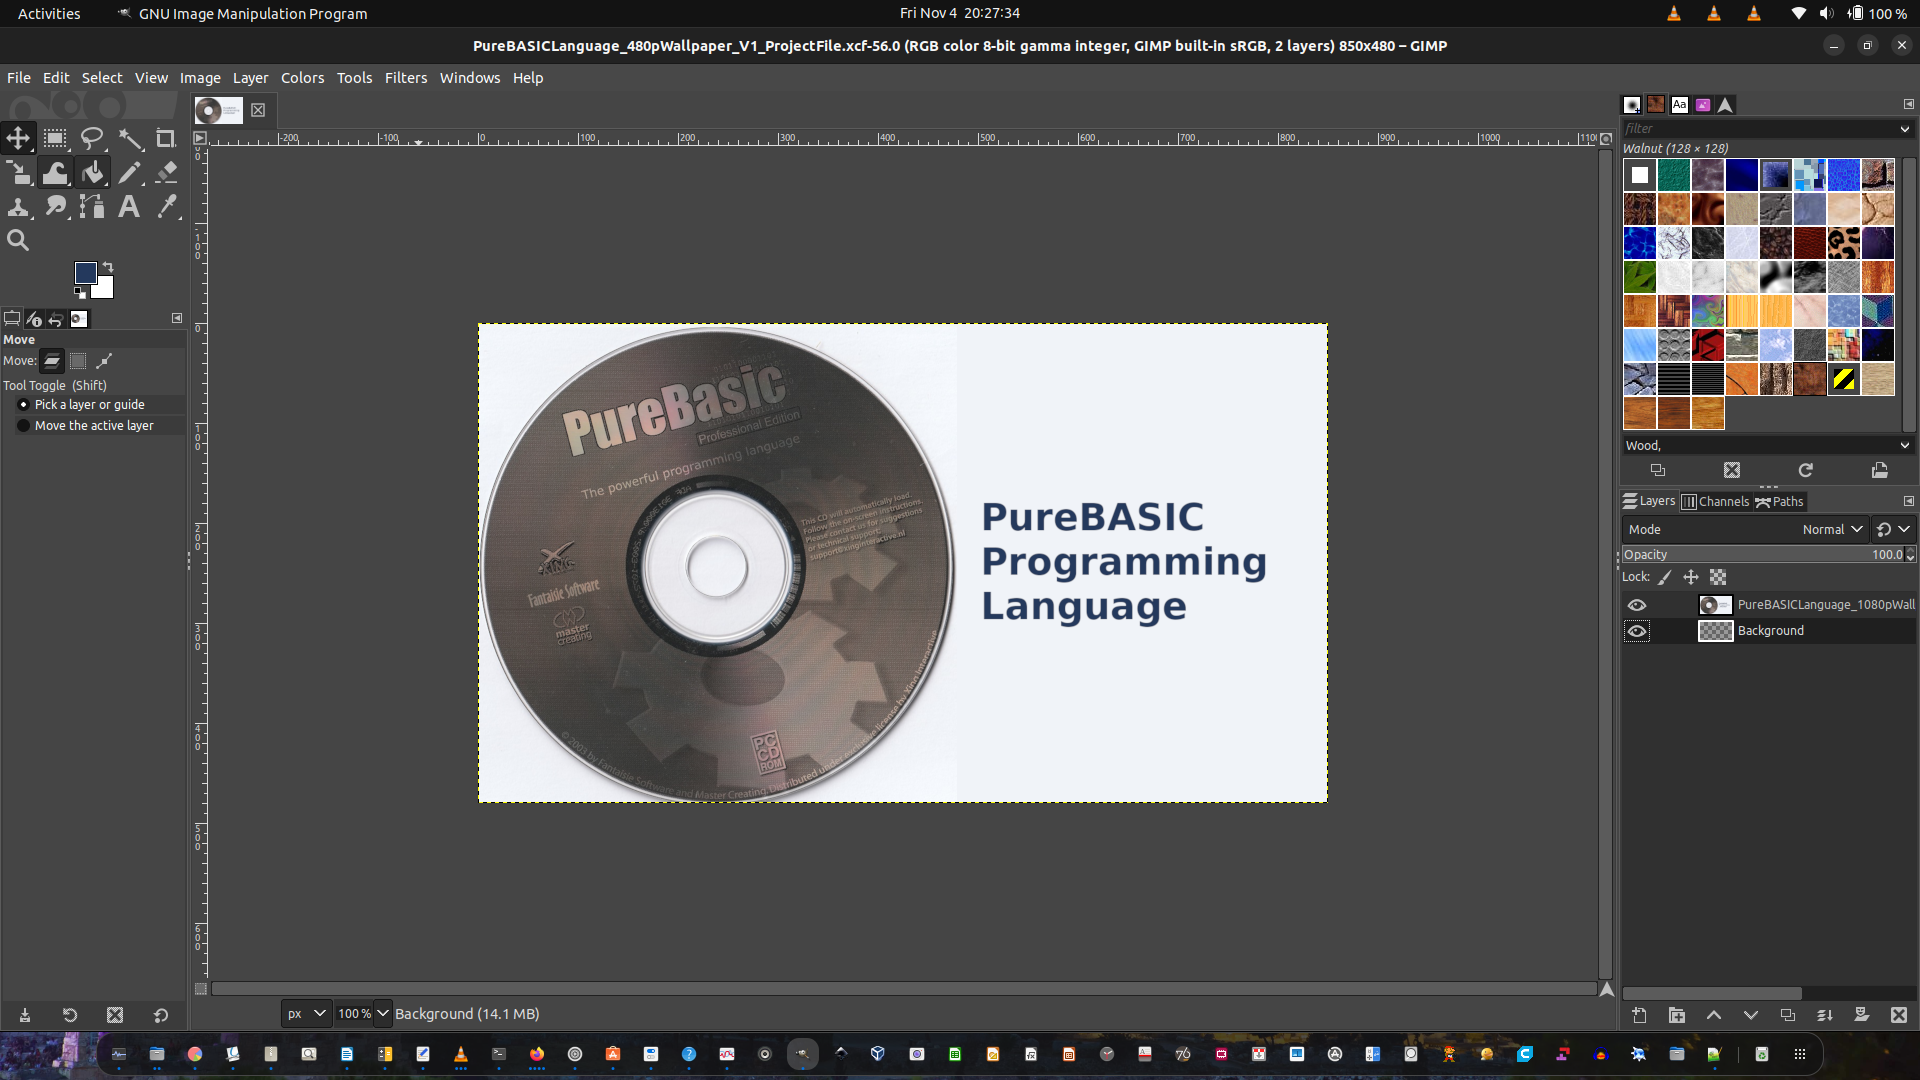 Activities
GNU Image Manipulation Program
Fri Nov 4 20:27:34
100 %
PureBASICLanguage_480pWallpaper_V1_ProjectFile.xcf-56.0 (RGB color 8-bit gamma integer, GIMP built-in sRGB, 2 layers) 850x480 – GIMP
File Edit Select View Image Layer Colors Tools Filters Windows Help
-200 -100 0 100 200 300 400 500 600 700 800 900 1000 1100
filter
Walnut (128 × 128)
Move
Move:
Tool Toggle (Shift)
Pick a layer or guide
Move the active layer
PureBasic
Professional Edition
The powerful programming language
This CD will automatically load.
Follow the on-screen instructions.
Please contact us for suggestions
or technical support:
support@xinginteractive.nl
XING
Fantaisie Software
master
creating
PC
CD
ROM
© 2003 by Fantaisie Software and Master Creating. Distributed under exclusive license by Xing Interactive
PureBASIC
Programming
Language
Wood,
Layers Channels Paths
Mode Normal
Opacity 100.0
Lock:
PureBASICLanguage_1080pWall
Background
px 100 % Background (14.1 MB)